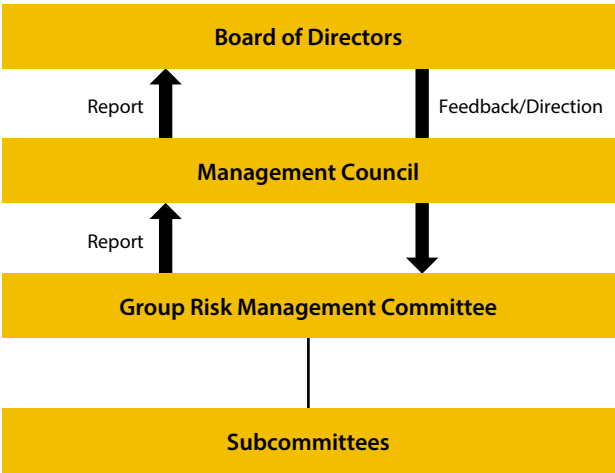 Board of Directors
Report
Feedback/Direction
Management Council
Report
Group Risk Management Committee
Subcommittees